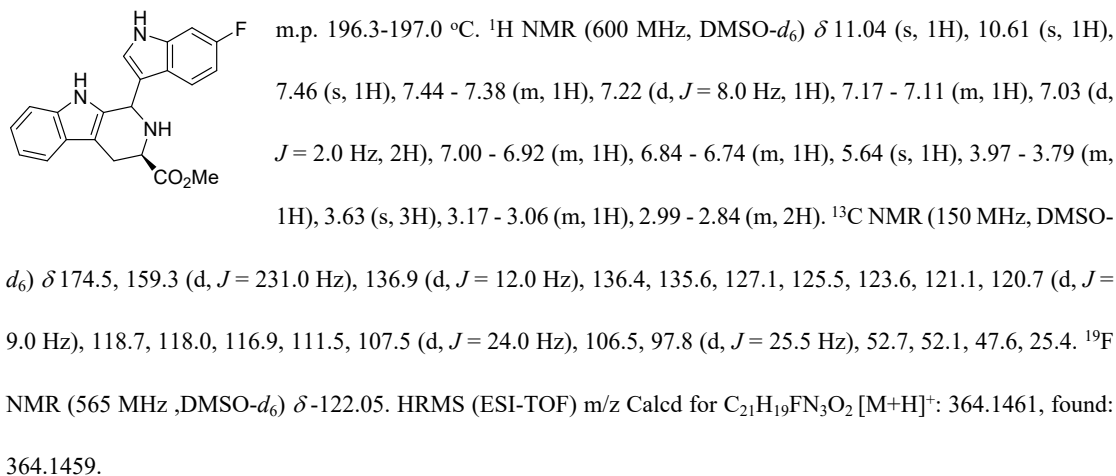 H
N
F
H
N
NH
CO₂Me
m.p. 196.3-197.0 °C. ¹H NMR (600 MHz, DMSO-d₆) δ 11.04 (s, 1H), 10.61 (s, 1H),
7.46 (s, 1H), 7.44 - 7.38 (m, 1H), 7.22 (d, J = 8.0 Hz, 1H), 7.17 - 7.11 (m, 1H), 7.03 (d,
J = 2.0 Hz, 2H), 7.00 - 6.92 (m, 1H), 6.84 - 6.74 (m, 1H), 5.64 (s, 1H), 3.97 - 3.79 (m,
1H), 3.63 (s, 3H), 3.17 - 3.06 (m, 1H), 2.99 - 2.84 (m, 2H). ¹³C NMR (150 MHz, DMSO-
d₆) δ 174.5, 159.3 (d, J = 231.0 Hz), 136.9 (d, J = 12.0 Hz), 136.4, 135.6, 127.1, 125.5, 123.6, 121.1, 120.7 (d, J =
9.0 Hz), 118.7, 118.0, 116.9, 111.5, 107.5 (d, J = 24.0 Hz), 106.5, 97.8 (d, J = 25.5 Hz), 52.7, 52.1, 47.6, 25.4. ¹⁹F
NMR (565 MHz ,DMSO-d₆) δ -122.05. HRMS (ESI-TOF) m/z Calcd for C₂₁H₁₉FN₃O₂ [M+H]⁺: 364.1461, found:
364.1459.